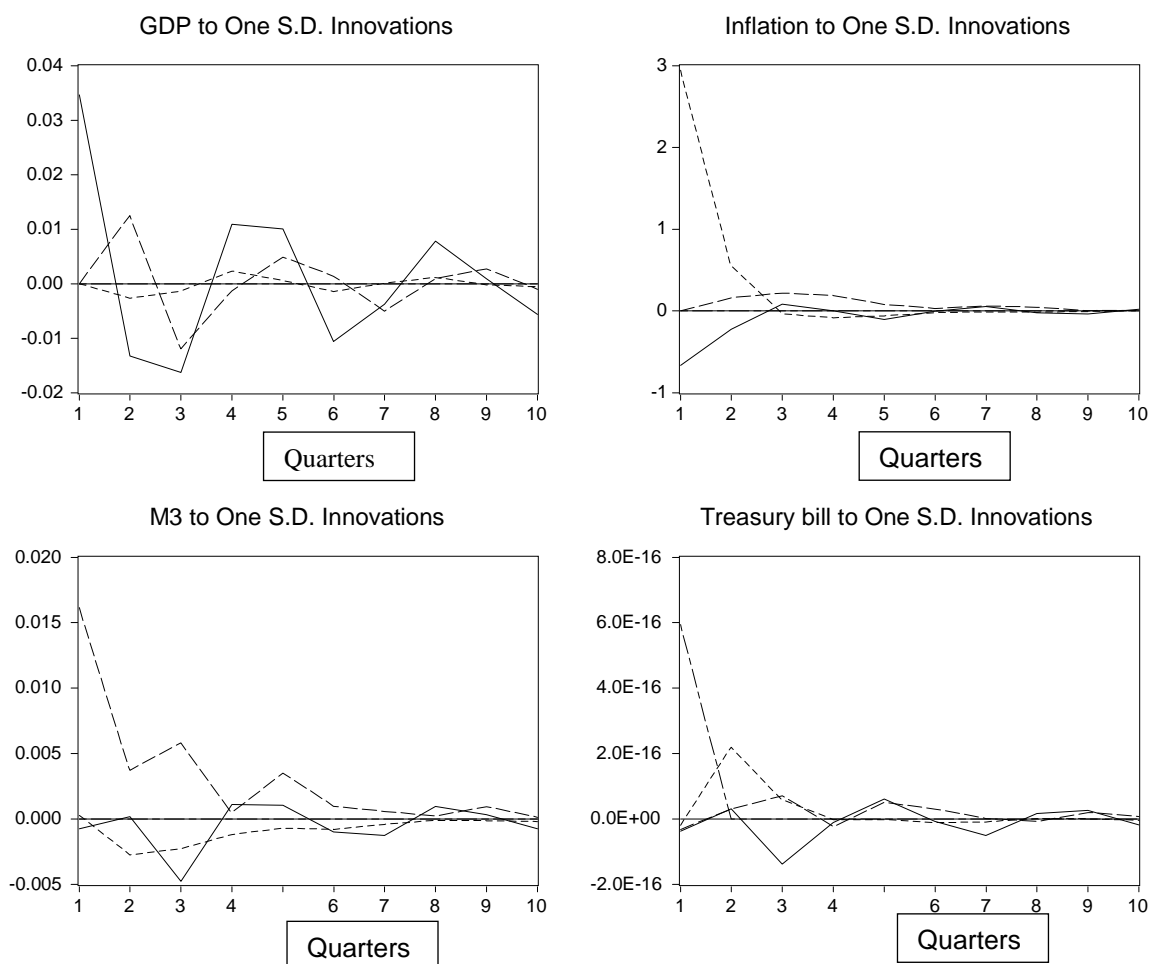 GDP to One S.D. Innovations
0.04
0.03
0.02
0.01
0.00
-0.01
-0.02
1 2 3 4 5 6 7 8 9 10
Quarters
Inflation to One S.D. Innovations
3
2
1
0
-1
1 2 3 4 5 6 7 8 9 10
Quarters
M3 to One S.D. Innovations
0.020
0.015
0.010
0.005
0.000
-0.005
1 2 3 4 6 7 8 9 10
Quarters
Treasury bill to One S.D. Innovations
8.0E-16
6.0E-16
4.0E-16
2.0E-16
0.0E+00
-2.0E-16
1 2 3 4 6 7 8 9 10
Quarters